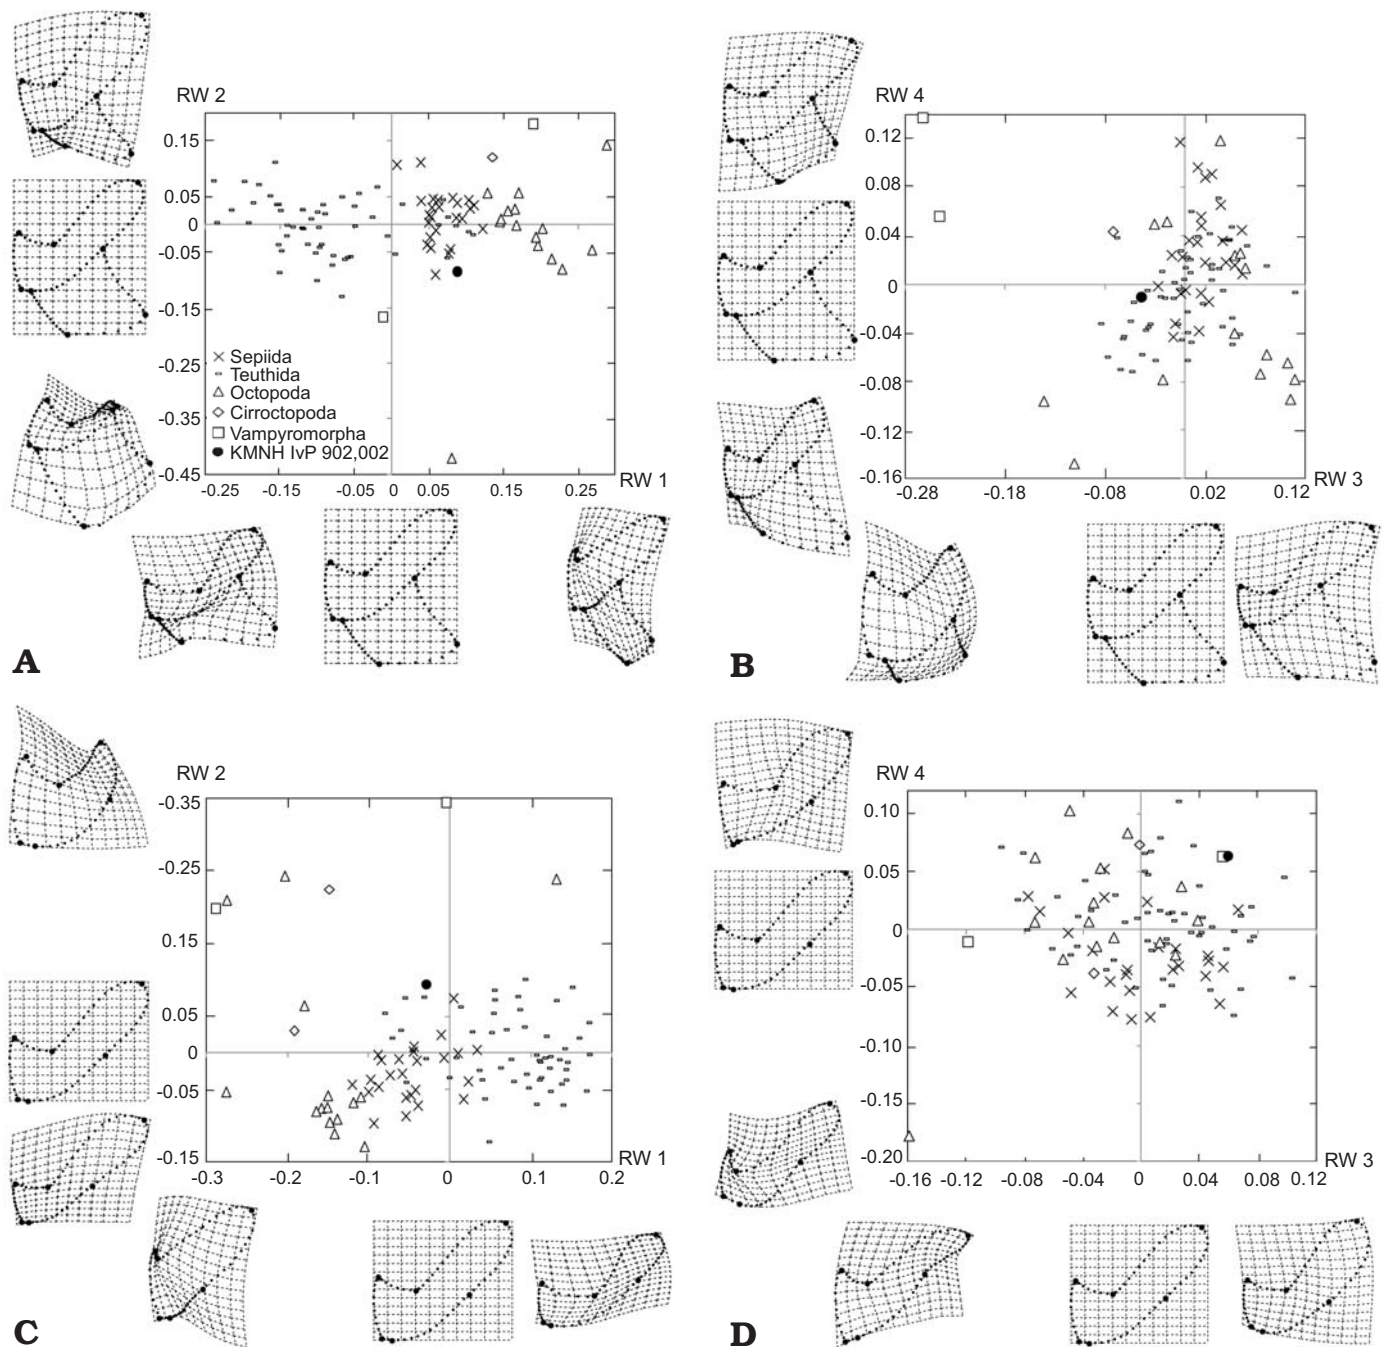 RW 2
0.15
0.05
0
-0.05
-0.15
-0.25
-0.35
-0.45
Sepiida
Teuthida
Octopoda
Cirroctopoda
Vampyromorpha
KMNH IvP 902,002
-0.25 -0.15 -0.05 0 0.05 0.15 0.25
RW 1
A
RW 4
0.12
0.08
0.04
0
-0.04
-0.08
-0.12
-0.16
-0.28 -0.18 -0.08 0.02 0.12
RW 3
B
RW 2
-0.35
-0.25
0.15
0.05
0
-0.05
-0.15
-0.3 -0.2 -0.1 0 0.1 0.2
RW 1
C
RW 4
0.10
0.05
0
-0.05
-0.10
-0.15
-0.20
-0.16 -0.12 -0.08 -0.04 0 0.04 0.08 0.12
RW 3
D